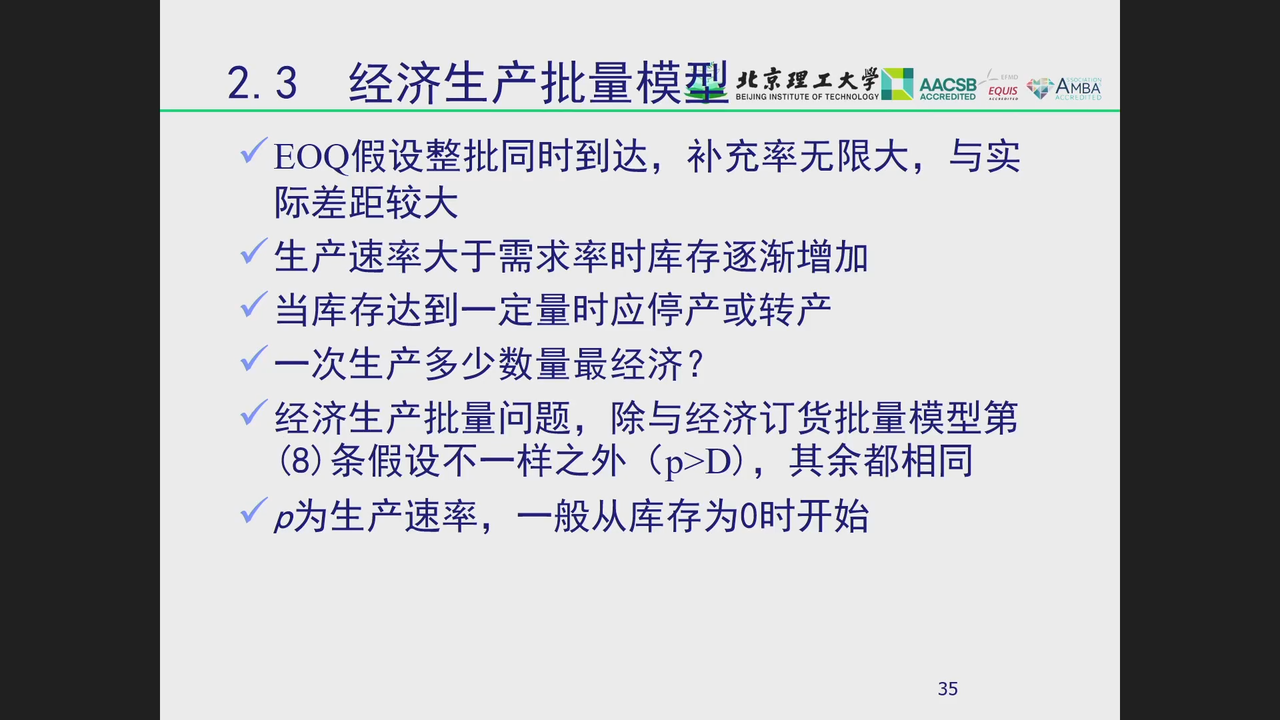 2.3 经济生产批量模型
北京理工大学
BEIJING INSTITUTE OF TECHNOLOGY
AACSB
ACCREDITED
EFMD
EQUIS
ACCREDITED
ASSOCIATION
AMBA
ACCREDITED
EOQ假设整批同时到达，补充率无限大，与实
际差距较大
生产速率大于需求率时库存逐渐增加
当库存达到一定量时应停产或转产
一次生产多少数量最经济？
经济生产批量问题，除与经济订货批量模型第
(8)条假设不一样之外（p>D)，其余都相同
p为生产速率，一般从库存为0时开始
35